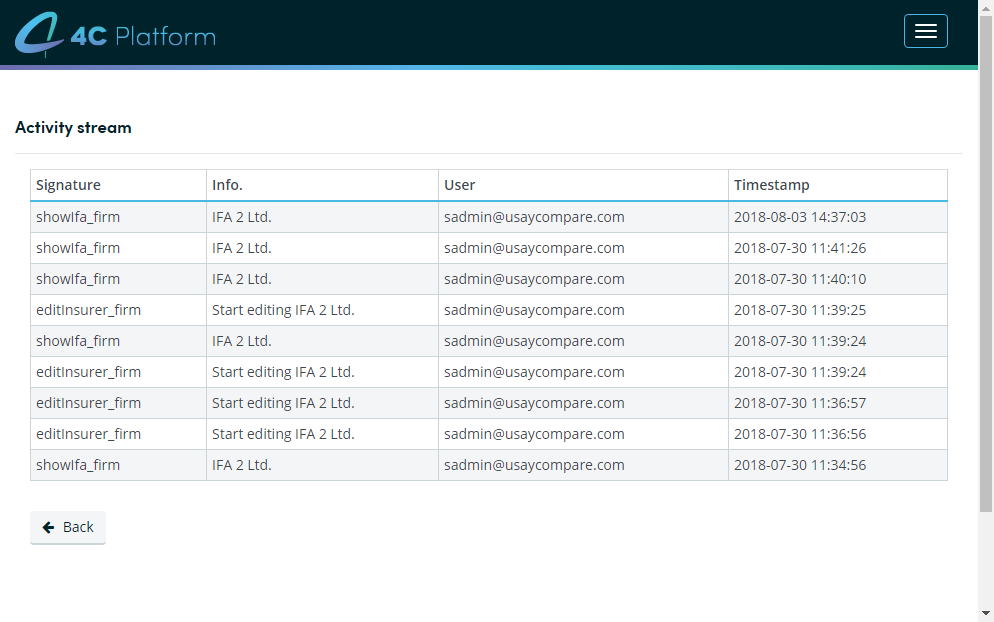 4C Platform
Activity stream
Signature Info. User Timestamp
showIfa_firm IFA 2 Ltd. sadmin@usaycompare.com 2018-08-03 14:37:03
showIfa_firm IFA 2 Ltd. sadmin@usaycompare.com 2018-07-30 11:41:26
showIfa_firm IFA 2 Ltd. sadmin@usaycompare.com 2018-07-30 11:40:10
editInsurer_firm Start editing IFA 2 Ltd. sadmin@usaycompare.com 2018-07-30 11:39:25
showIfa_firm IFA 2 Ltd. sadmin@usaycompare.com 2018-07-30 11:39:24
editInsurer_firm Start editing IFA 2 Ltd. sadmin@usaycompare.com 2018-07-30 11:39:24
editInsurer_firm Start editing IFA 2 Ltd. sadmin@usaycompare.com 2018-07-30 11:36:57
editInsurer_firm Start editing IFA 2 Ltd. sadmin@usaycompare.com 2018-07-30 11:36:56
showIfa_firm IFA 2 Ltd. sadmin@usaycompare.com 2018-07-30 11:34:56
Back